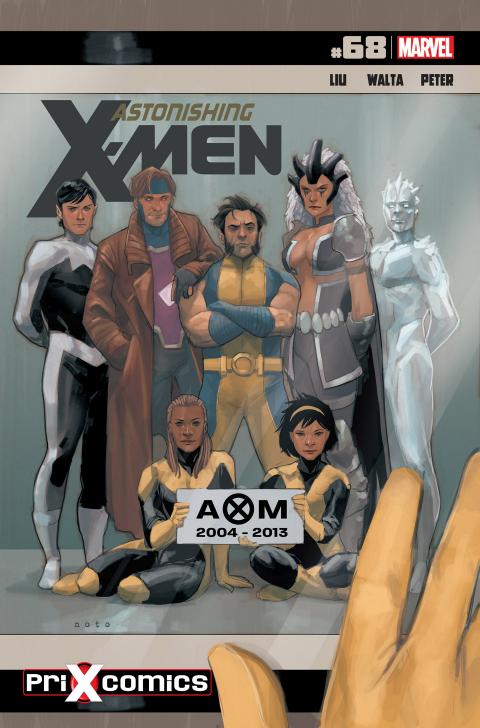 #68 MARVEL
LIU WALTA PETER
ASTONISHING
X-MEN
AXM
2004 - 2013
noto
PriXcomics